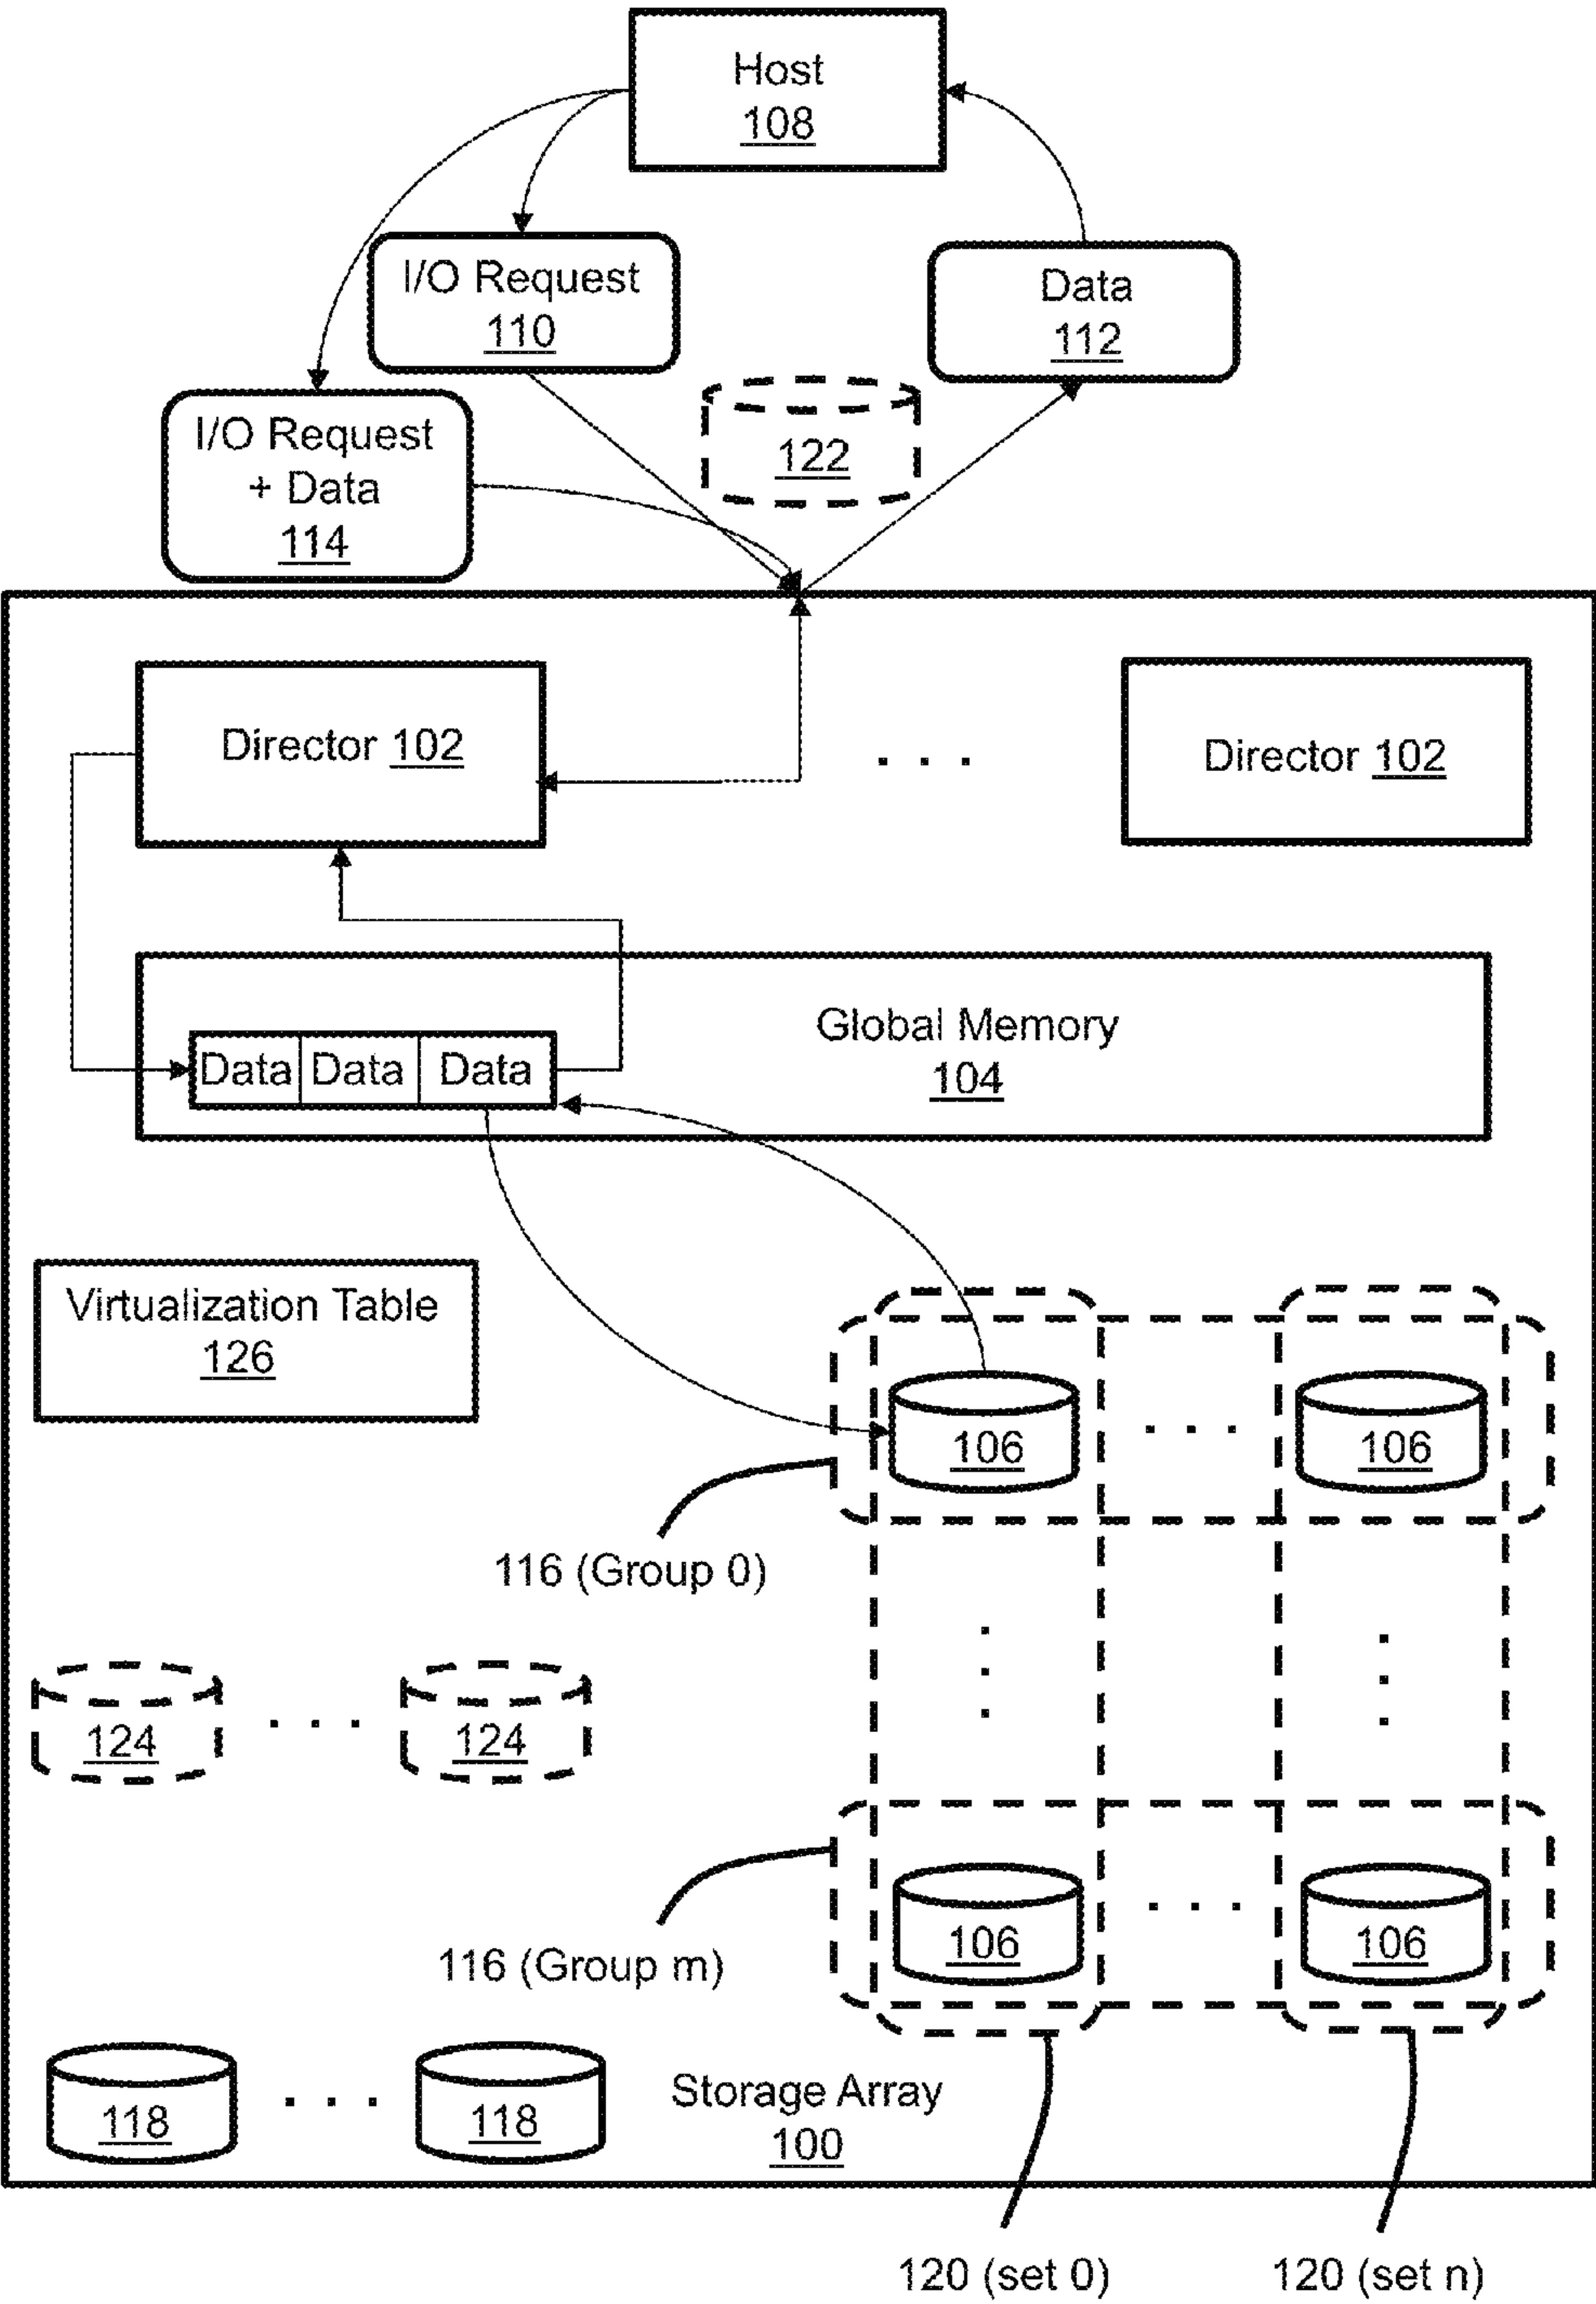 Host
108
I/O Request
110
Data
112
I/O Request
+ Data
114
122
Director 102
. . .
Director 102
Global Memory
104
Data Data Data
Virtualization Table
126
106
. . .
106
116 (Group 0)
124
. . .
124
106
. . .
106
116 (Group m)
118
. . .
118
Storage Array
100
120 (set 0)
120 (set n)